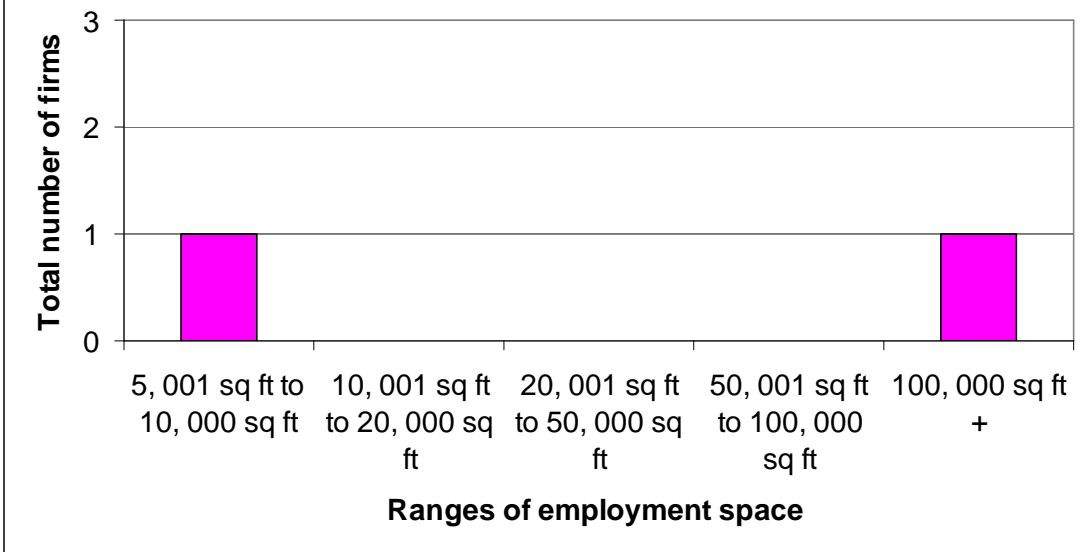 Total number of firms
3
2
1
0
5, 001 sq ft to
10, 000 sq ft
10, 001 sq ft
to 20, 000 sq
ft
20, 001 sq ft
to 50, 000 sq
ft
50, 001 sq ft
to 100, 000
sq ft
100, 000 sq ft
+
Ranges of employment space